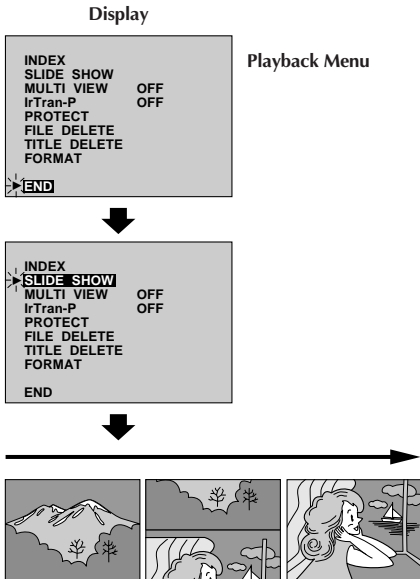 Display
Playback Menu
INDEX
SLIDE SHOW
MULTI VIEW OFF
IrTran-P OFF
PROTECT
FILE DELETE
TITLE DELETE
FORMAT
END
INDEX
SLIDE SHOW
MULTI VIEW OFF
IrTran-P OFF
PROTECT
FILE DELETE
TITLE DELETE
FORMAT
END